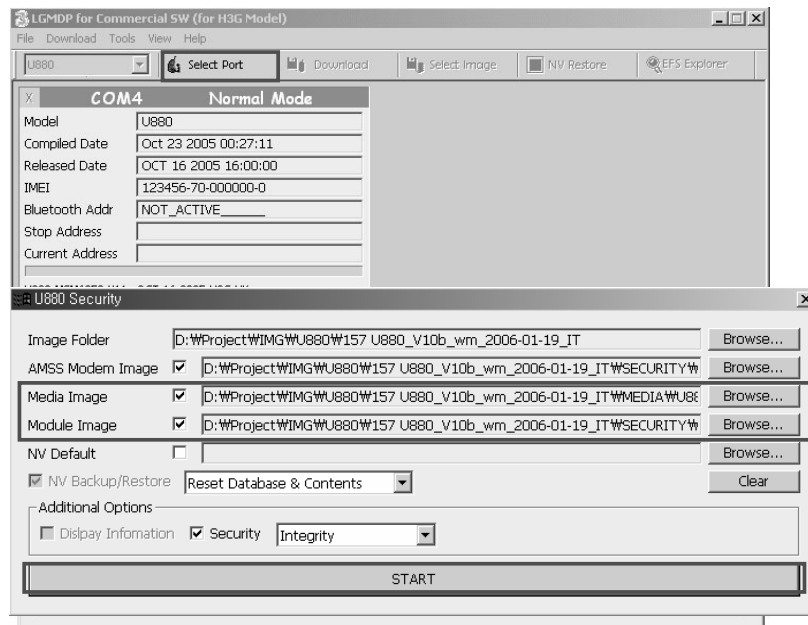 LGMDP for Commercial SW (for H3G Model)
File Download Tools View Help
U880 Select Port Download Select Image NV Restore EFS Explorer
X COM4 Normal Mode
Model U880
Compiled Date Oct 23 2005 00:27:11
Released Date OCT 16 2005 16:00:00
IMEI 123456-70-000000-0
Bluetooth Addr NOT_ACTIVE______
Stop Address
Current Address
U880 Security
Image Folder D:₩Project₩IMG₩U880₩157 U880_V10b_wm_2006-01-19_IT Browse...
AMSS Modem Image D:₩Project₩IMG₩U880₩157 U880_V10b_wm_2006-01-19_IT₩SECURITY₩ Browse...
Media Image D:₩Project₩IMG₩U880₩157 U880_V10b_wm_2006-01-19_IT₩MEDIA₩U88 Browse...
Module Image D:₩Project₩IMG₩U880₩157 U880_V10b_wm_2006-01-19_IT₩SECURITY₩ Browse...
NV Default Browse...
NV Backup/Restore Reset Database & Contents Clear
Additional Options
Dislpay Infomation Security Integrity
START